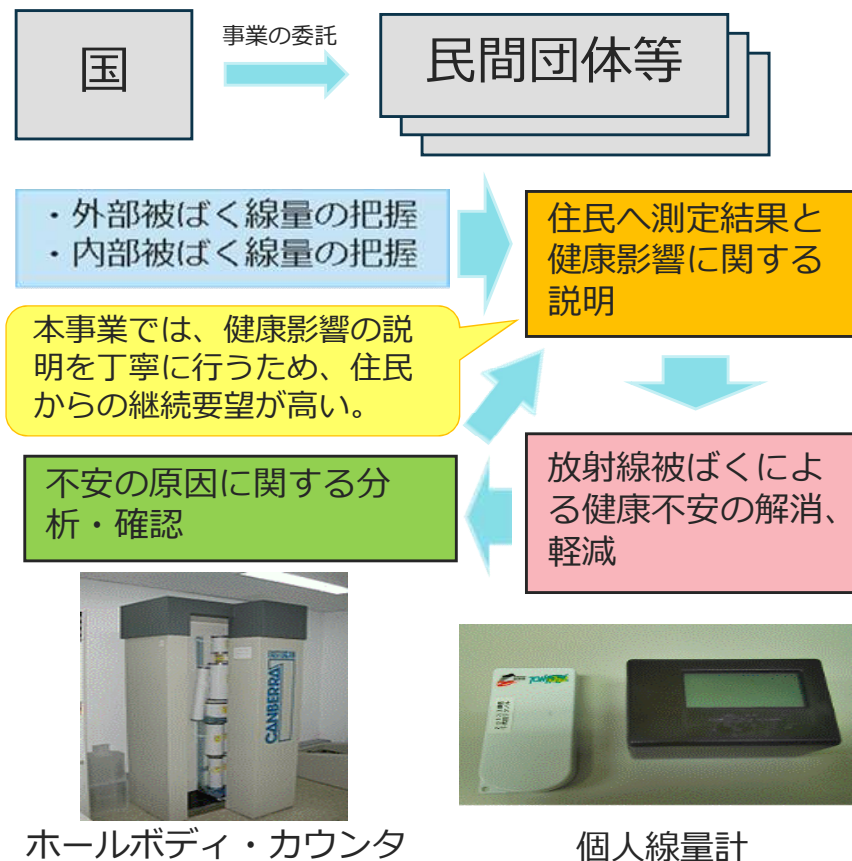 国
事業の委託
民間団体等
・外部被ばく線量の把握
・内部被ばく線量の把握
住民へ測定結果と
健康影響に関する
説明
本事業では、健康影響の説
明を丁寧に行うため、住民
からの継続要望が高い。
不安の原因に関する分
析・確認
放射線被ばくによ
る健康不安の解消、
軽減
CANBERRA
ホールボディ・カウンタ
個人線量計